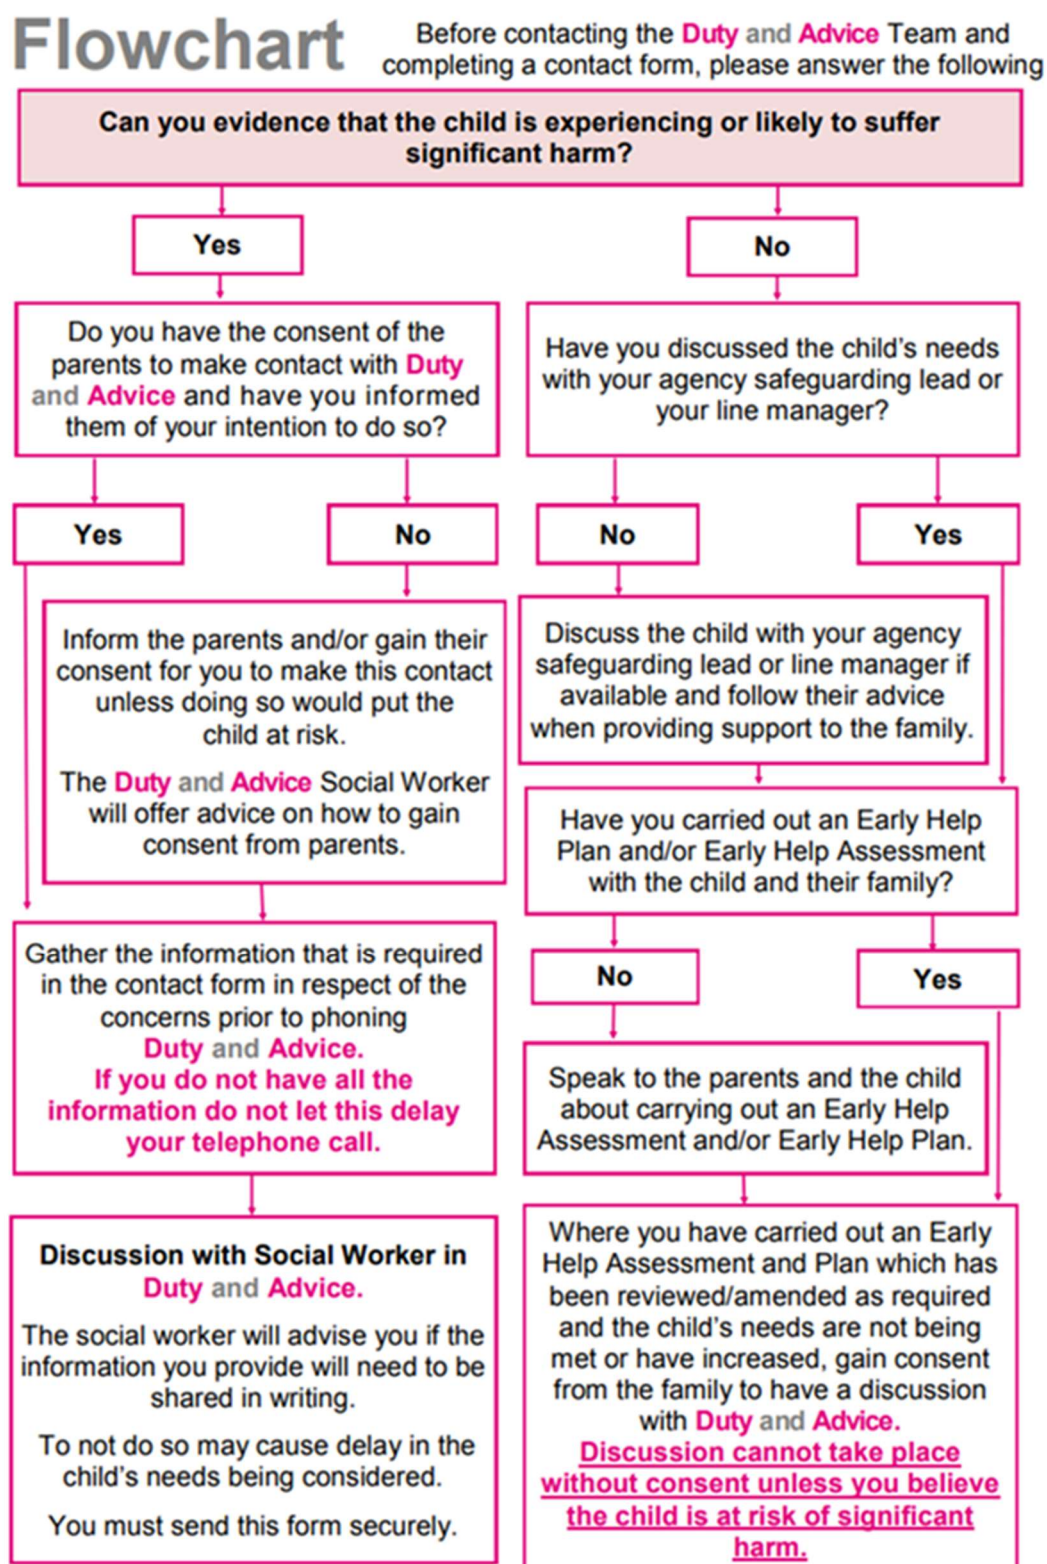 Flowchart
Before contacting the Duty and Advice Team and
completing a contact form, please answer the following
Can you evidence that the child is experiencing or likely to suffer
significant harm?
Yes
No
Do you have the consent of the
parents to make contact with Duty
and Advice and have you informed
them of your intention to do so?
Have you discussed the child's needs
with your agency safeguarding lead or
your line manager?
Yes
No
No
Yes
Inform the parents and/or gain their
consent for you to make this contact
unless doing so would put the
child at risk.
The Duty and Advice Social Worker
will offer advice on how to gain
consent from parents.
Discuss the child with your agency
safeguarding lead or line manager if
available and follow their advice
when providing support to the family.
Have you carried out an Early Help
Plan and/or Early Help Assessment
with the child and their family?
Gather the information that is required
in the contact form in respect of the
concerns prior to phoning
Duty and Advice.
If you do not have all the
information do not let this delay
your telephone call.
No
Yes
Speak to the parents and the child
about carrying out an Early Help
Assessment and/or Early Help Plan.
Discussion with Social Worker in
Duty and Advice.
The social worker will advise you if the
information you provide will need to be
shared in writing.
To not do so may cause delay in the
child's needs being considered.
You must send this form securely.
Where you have carried out an Early
Help Assessment and Plan which has
been reviewed/amended as required
and the child's needs are not being
met or have increased, gain consent
from the family to have a discussion
with Duty and Advice.
Discussion cannot take place
without consent unless you believe
the child is at risk of significant
harm.